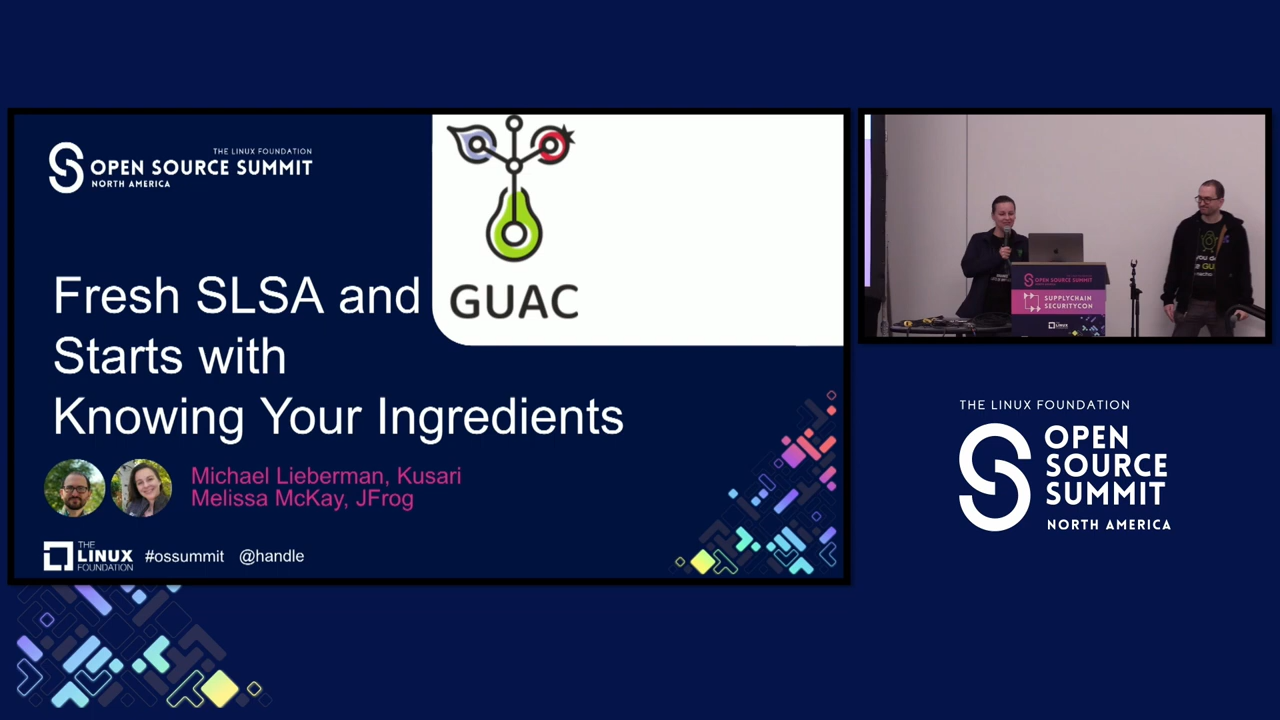 THE LINUX FOUNDATION
OPEN SOURCE SUMMIT
NORTH AMERICA
GUAC
Fresh SLSA and
Starts with
Knowing Your Ingredients
Michael Lieberman, Kusari
Melissa McKay, JFrog
THE
LINUX
FOUNDATION
#ossummit @handle
OPEN SOURCE SUMMIT
SUPPLYCHAIN
SECURITYCON
LINUX
THE LINUX FOUNDATION
OPEN
SOURCE
SUMMIT
NORTH AMERICA